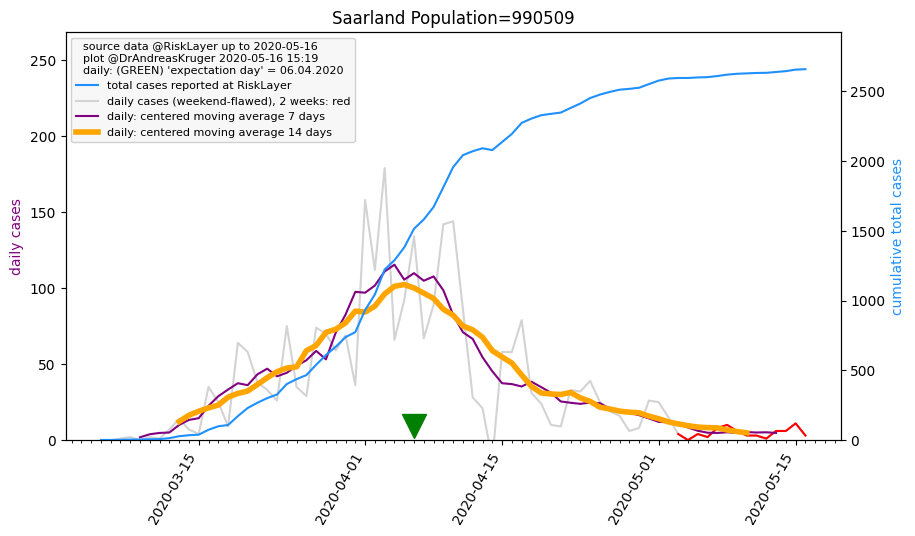 Saarland Population=990509
source data @RiskLayer up to 2020-05-16
plot @DrAndreasKruger 2020-05-16 15:19
daily: (GREEN) 'expectation day' = 06.04.2020
total cases reported at RiskLayer
daily cases (weekend-flawed), 2 weeks: red
daily: centered moving average 7 days
daily: centered moving average 14 days
daily cases
250
200
150
100
50
0
cumulative total cases
2500
2000
1500
1000
500
0
2020-03-15
2020-04-01
2020-04-15
2020-05-01
2020-05-15